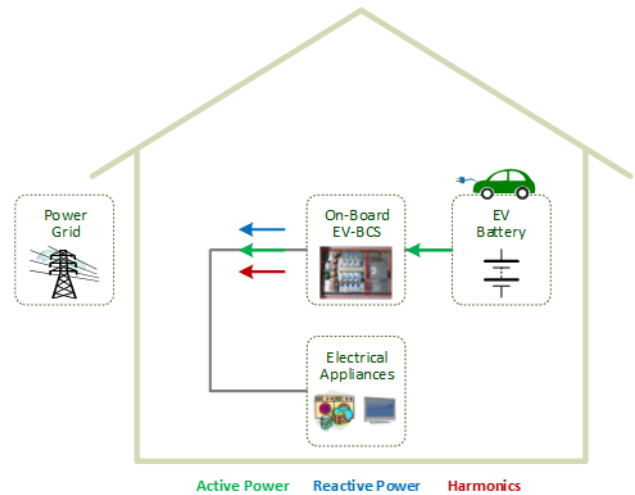 Power
Grid
On-Board
EV-BCS
EV
Battery
Electrical
Appliances
Active Power Reactive Power Harmonics